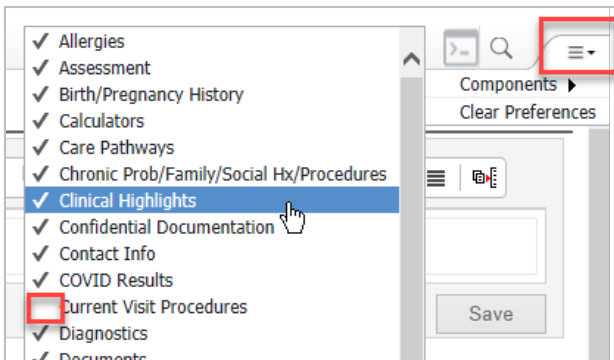 Allergies
Assessment
Birth/Pregnancy History
Calculators
Care Pathways
Chronic Prob/Family/Social Hx/Procedures
Clinical Highlights
Confidential Documentation
Contact Info
COVID Results
Current Visit Procedures
Diagnostics
Documents
Components
Clear Preferences
Save